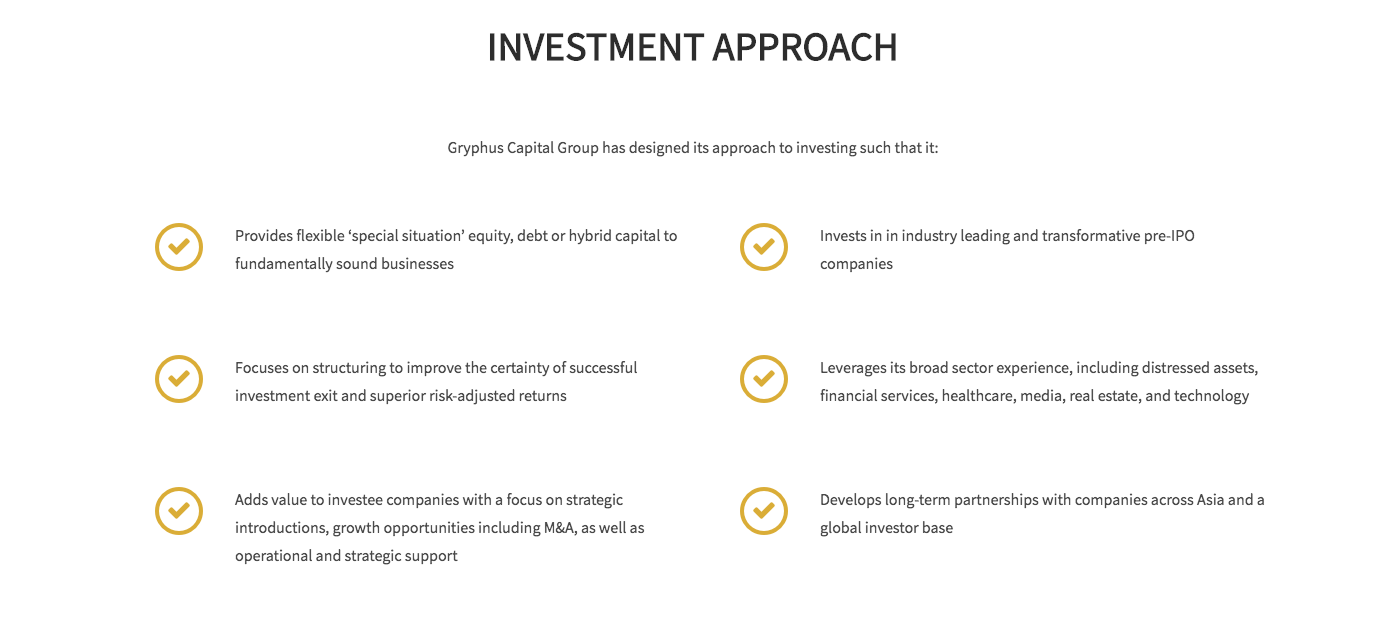 INVESTMENT APPROACH
Gryphus Capital Group has designed its approach to investing such that it:
Provides flexible ‘special situation’ equity, debt or hybrid capital to
fundamentally sound businesses
Invests in in industry leading and transformative pre-IPO
companies
Focuses on structuring to improve the certainty of successful
investment exit and superior risk-adjusted returns
Leverages its broad sector experience, including distressed assets,
financial services, healthcare, media, real estate, and technology
Adds value to investee companies with a focus on strategic
introductions, growth opportunities including M&A, as well as
operational and strategic support
Develops long-term partnerships with companies across Asia and a
global investor base